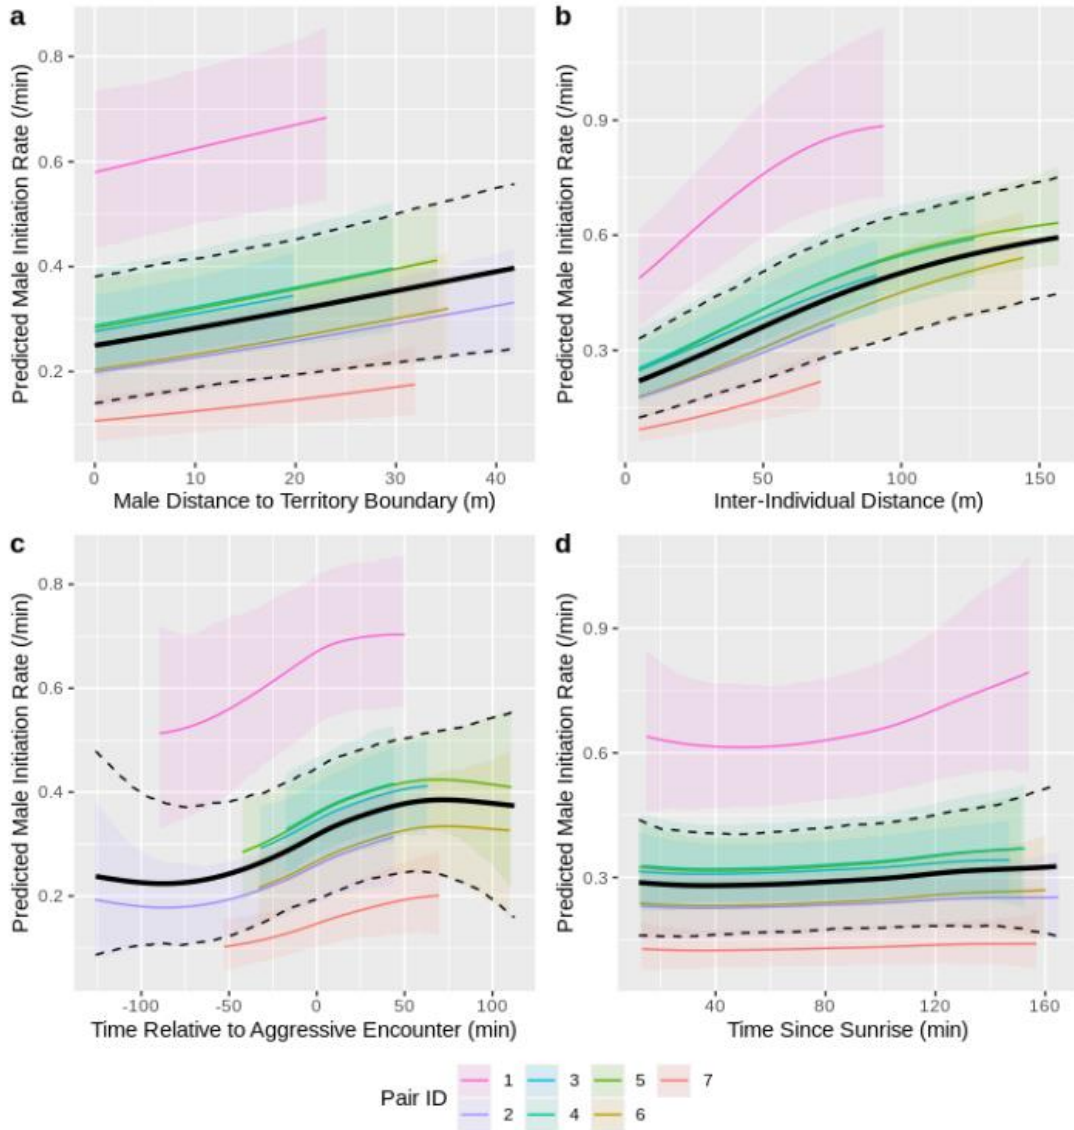 a
Predicted Male Initiation Rate (/min)
0.8
0.6
0.4
0.2
0 10 20 30 40
Male Distance to Territory Boundary (m)
b
Predicted Male Initiation Rate (/min)
0.9
0.6
0.3
0 50 100 150
Inter-Individual Distance (m)
c
Predicted Male Initiation Rate (/min)
0.8
0.6
0.4
0.2
-100 -50 0 50 100
Time Relative to Aggressive Encounter (min)
d
Predicted Male Initiation Rate (/min)
0.9
0.6
0.3
40 80 120 160
Time Since Sunrise (min)
Pair ID
1 3 5 7
2 4 6